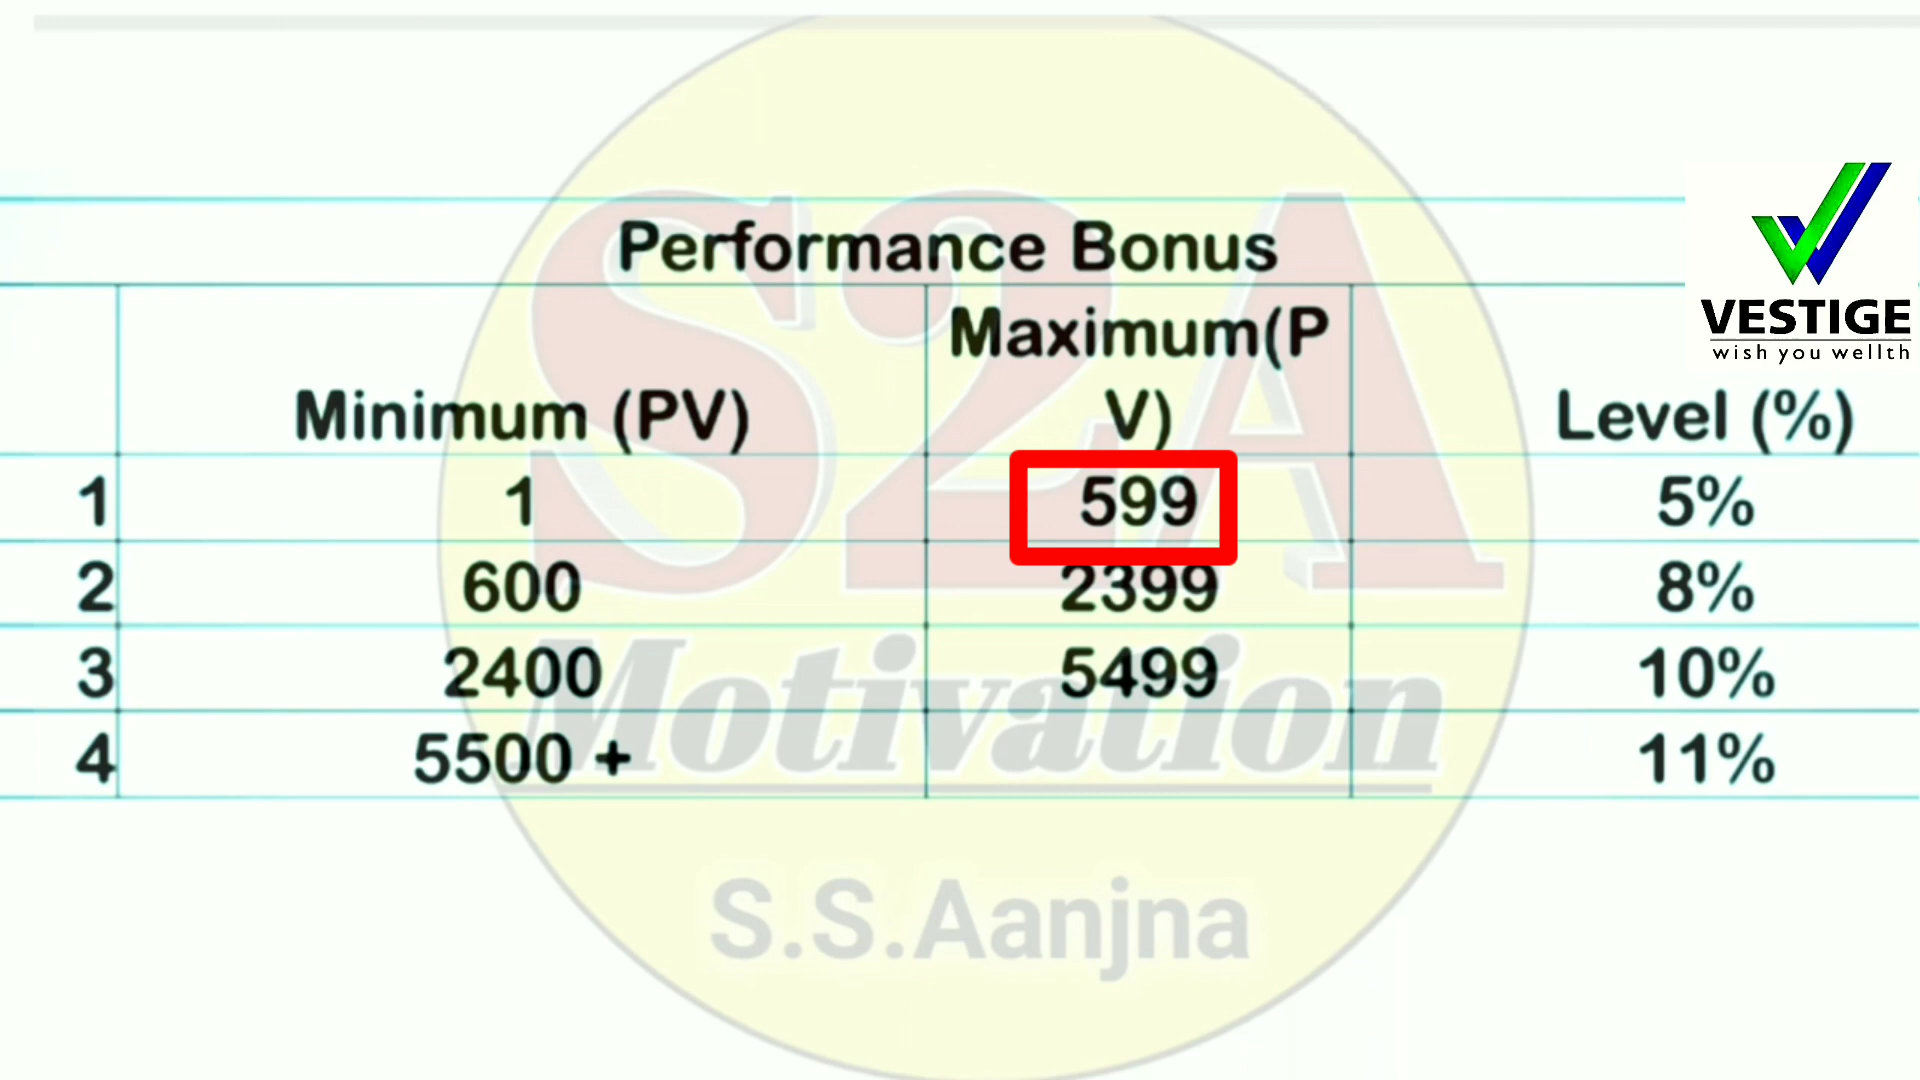 Performance Bonus
Minimum (PV) Maximum(P
V) Level (%)
1 1 599 5%
2 600 2399 8%
3 2400 5499 10%
4 5500 + 11%
VESTIGE
wish you wellth
S2A
Motivation
S.S.Aanjna